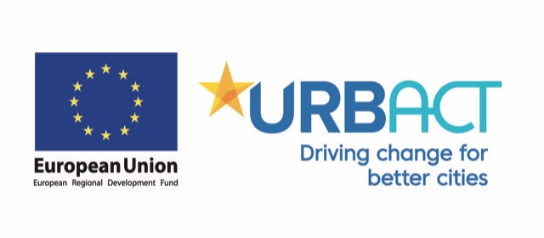 European Union
European Regional Development Fund
URBACT
Driving change for
better cities